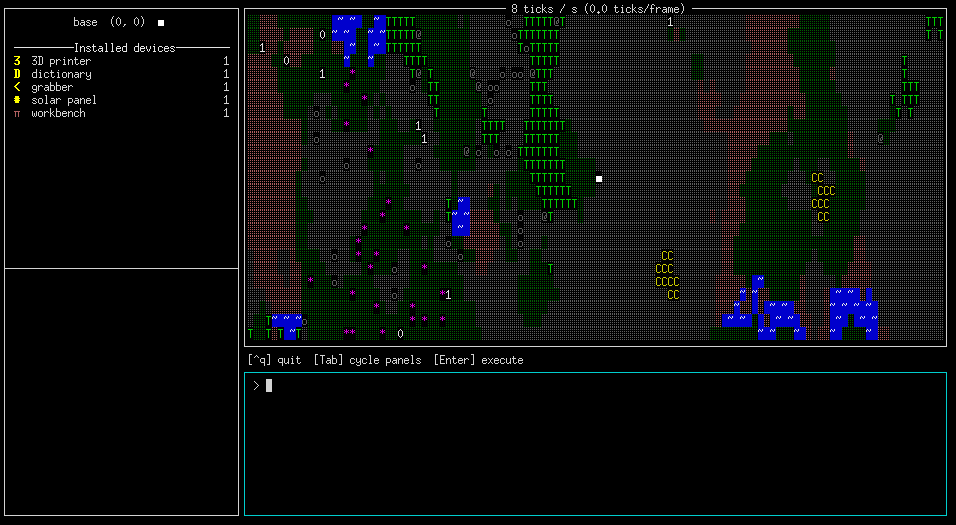 8 ticks / s (0.0 ticks/frame)
base (0, 0)
Installed devices
3 3D printer 1
D dictionary 1
< grabber 1
* solar panel 1
π workbench 1
[^q] quit [Tab] cycle panels [Enter] execute
>